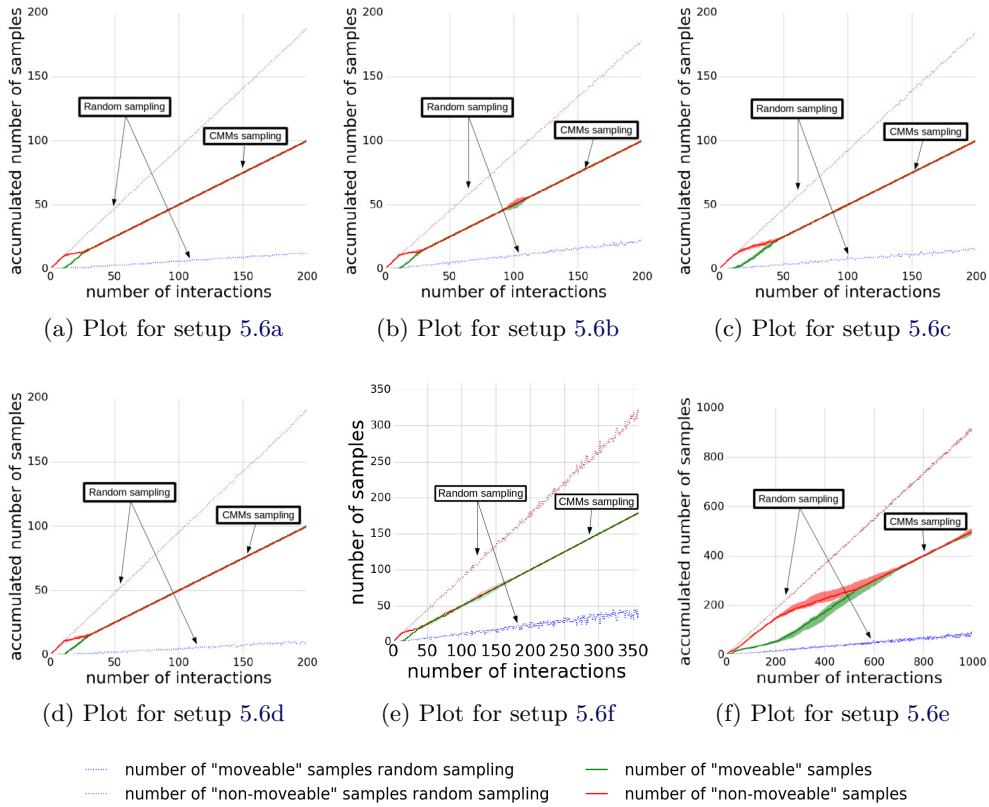 accumulated number of samples
200
150
100
50
0
Random sampling
CMMs sampling
0 50 100 150 200
number of interactions
(a) Plot for setup 5.6a
accumulated number of samples
200
150
100
50
0
Random sampling
CMMs sampling
0 50 100 150 200
number of interactions
(b) Plot for setup 5.6b
accumulated number of samples
200
150
100
50
0
Random sampling
CMMs sampling
0 50 100 150 200
number of interactions
(c) Plot for setup 5.6c
accumulated number of samples
200
150
100
50
0
Random sampling
CMMs sampling
0 50 100 150 200
number of interactions
(d) Plot for setup 5.6d
number of samples
350
300
250
200
150
100
50
0
Random sampling
CMMs sampling
0 50 100 150 200 250 300 350
number of interactions
(e) Plot for setup 5.6f
accumulated number of samples
1000
800
600
400
200
0
Random sampling
CMMs sampling
0 200 400 600 800 1000
number of interactions
(f) Plot for setup 5.6e
number of "moveable" samples random sampling
number of "non-moveable" samples random sampling
number of "moveable" samples
number of "non-moveable" samples